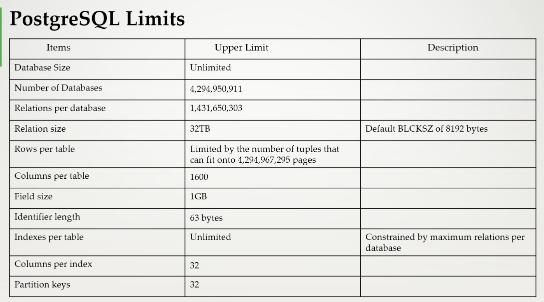 PostgreSQL Limits
Items Upper Limit Description
Database Size Unlimited
Number of Databases 4,294,950,911
Relations per database 1,431,650,303
Relation size 32TB Default BLCKSZ of 8192 bytes
Rows per table Limited by the number of tuples that
can fit onto 4,294,967,295 pages
Columns per table 1600
Field size 1GB
Identifier length 63 bytes
Indexes per table Unlimited Constrained by maximum relations per
database
Columns per index 32
Partition keys 32